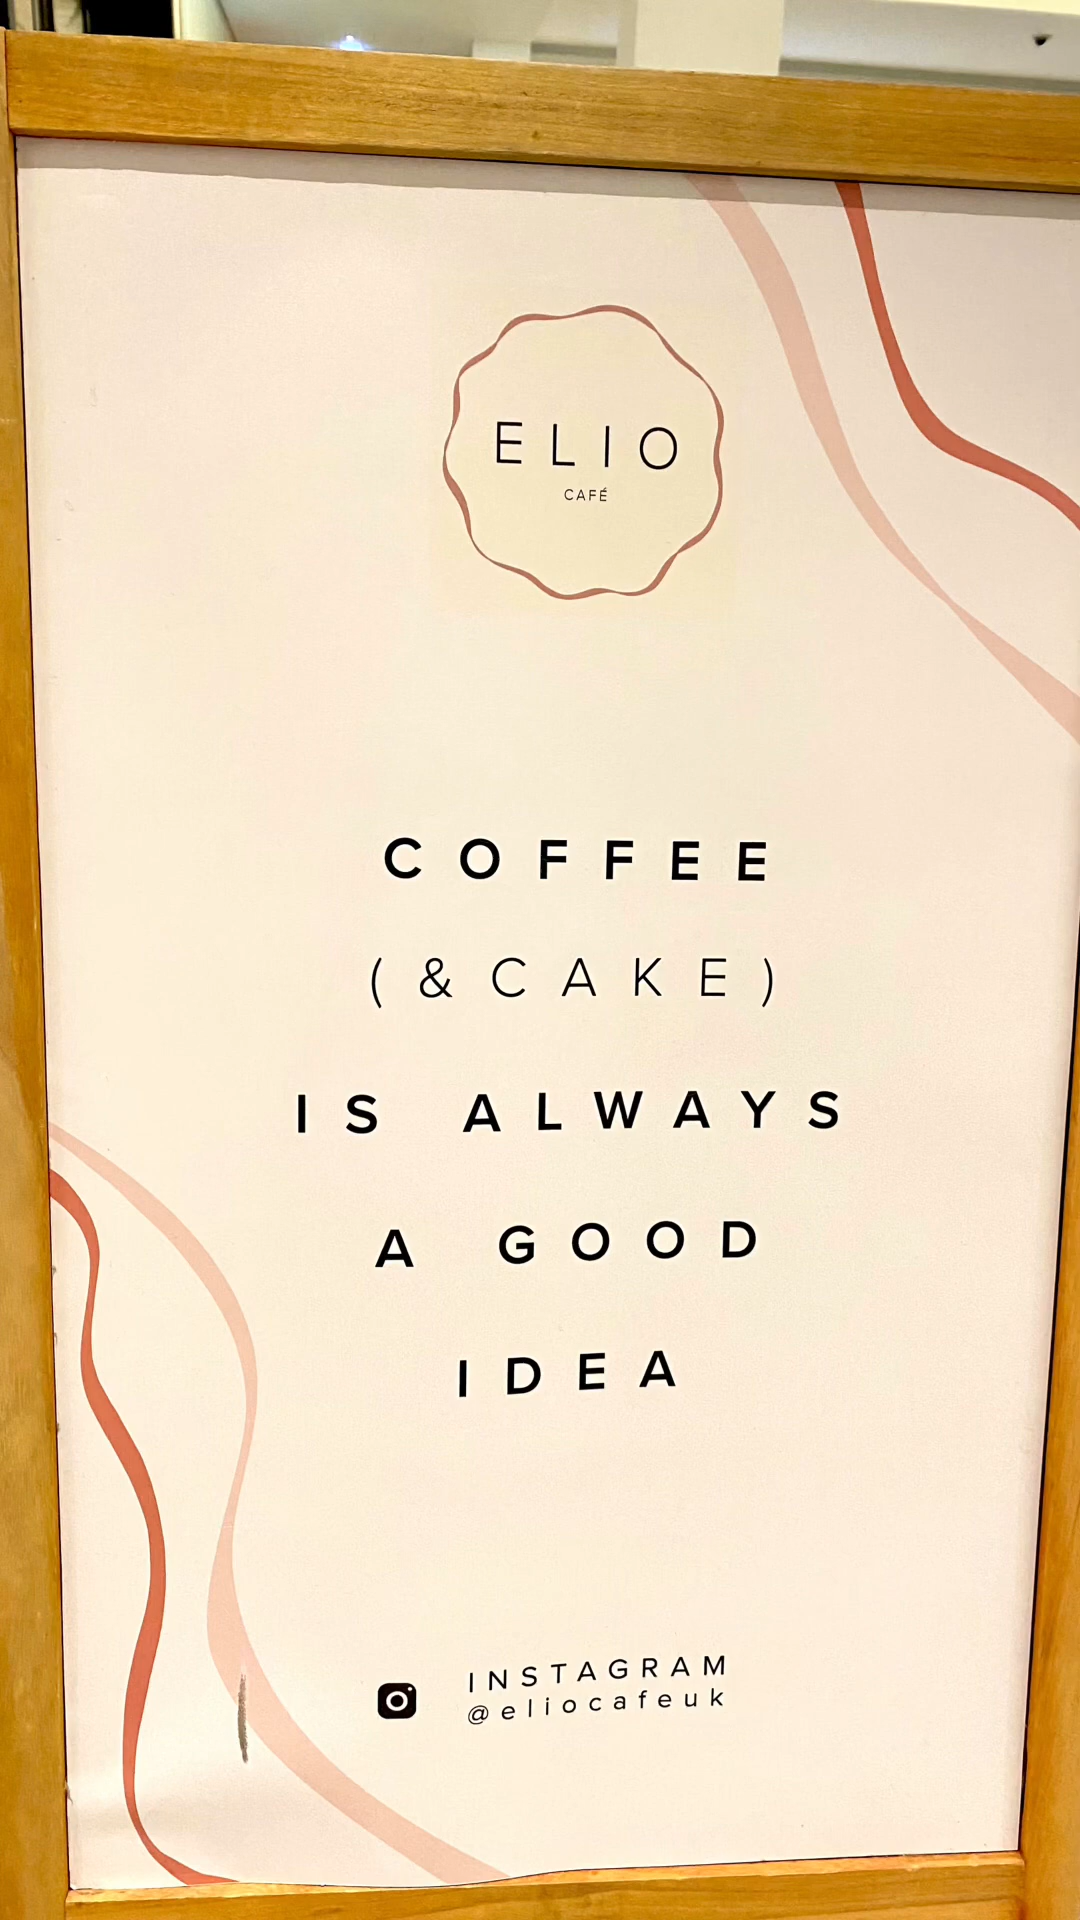 ELIO
CAFÉ
COFFEE
(&CAKE)
IS ALWAYS
A GOOD
IDEA
INSTAGRAM
@eliocafeuk